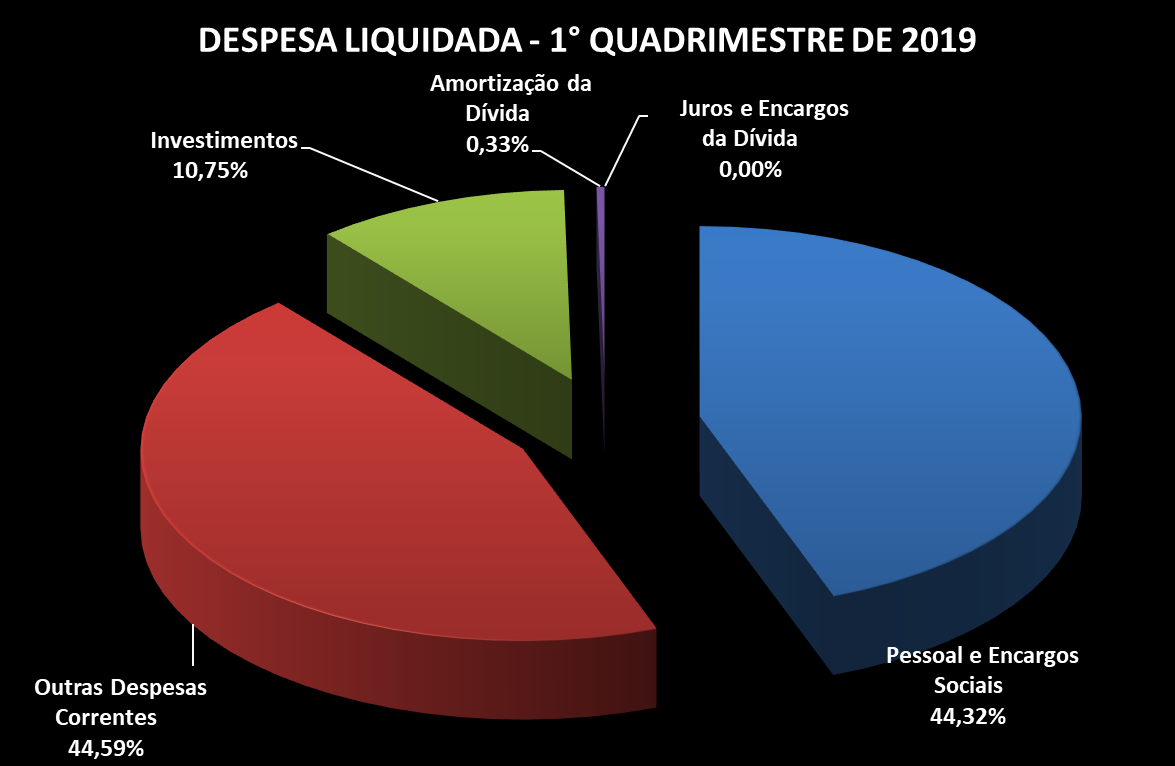 DESPESA LIQUIDADA - 1° QUADRIMESTRE DE 2019
Amortização da
Dívida
0,33%
Juros e Encargos
da Dívida
0,00%
Investimentos
10,75%
Pessoal e Encargos
Sociais
44,32%
Outras Despesas
Correntes
44,59%